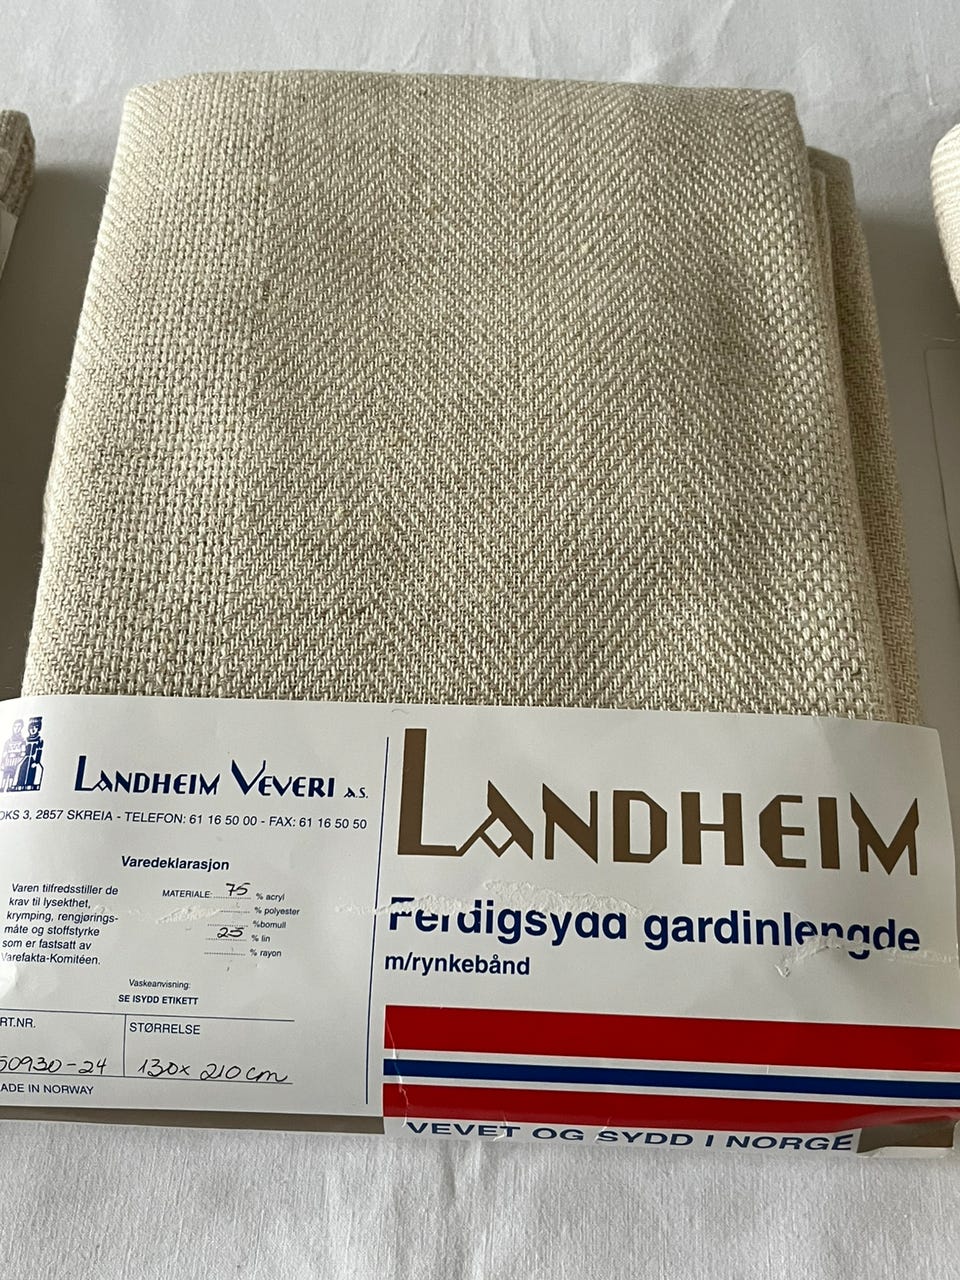 LANDHEIM VEVERI A.S.
OKS 3, 2857 SKREIA - TELEFON: 61 16 50 00 - FAX: 61 16 50 50
Varedeklarasjon
Varen tilfredsstiller de
krav til lysekthet,
krymping, rengjørings-
måte og stoffstyrke
som er fastsatt av
Varefakta-Komitéen.
MATERIALE: 75 % acryl
% polyester
%bomull
25 % lin
% rayon
Vaskeanvisning:
SE ISYDD ETIKETT
RT.NR.
50930-24
STØRRELSE
130x 210 cm
ADE IN NORWAY
LANDHEIM
Ferdigsydd gardinlengde
m/rynkebånd
VEVET OG SYDD I NORGE